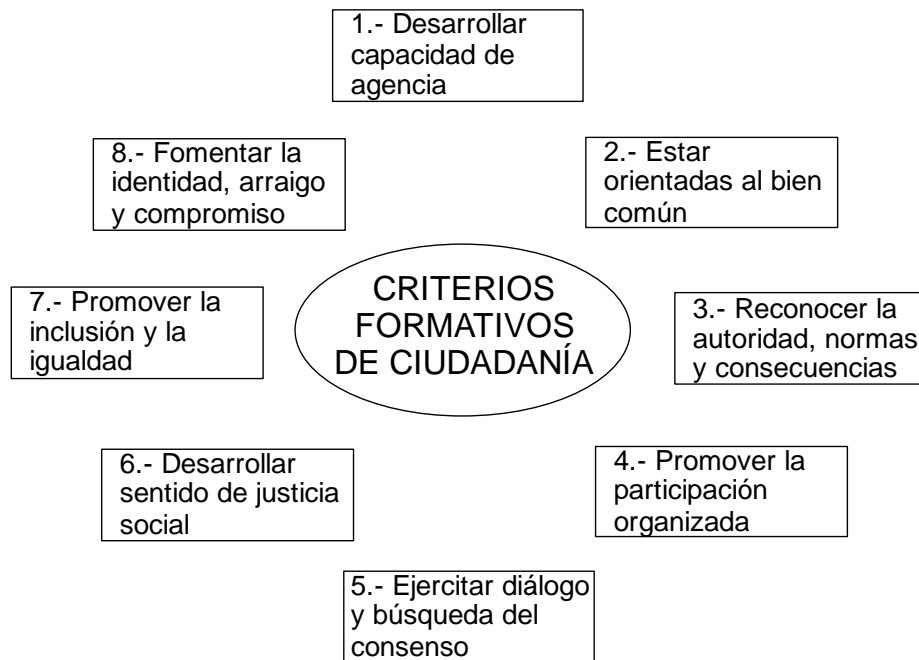 1.- Desarrollar
capacidad de
agencia
8.- Fomentar la
identidad, arraigo
y compromiso
2.- Estar
orientadas al bien
común
CRITERIOS
FORMATIVOS
DE CIUDADANÍA
7.- Promover la
inclusión y la
igualdad
3.- Reconocer la
autoridad, normas
y consecuencias
6.- Desarrollar
sentido de justicia
social
4.- Promover la
participación
organizada
5.- Ejercitar diálogo
y búsqueda del
consenso